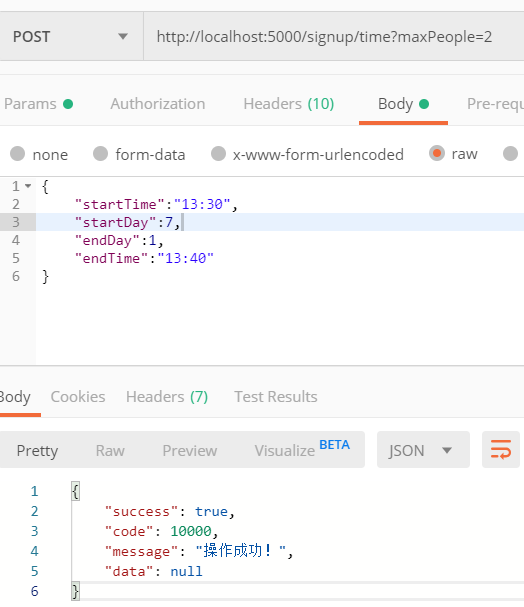 POST http://localhost:5000/signup/time?maxPeople=2
Params Authorization Headers (10) Body Pre-requ
none form-data x-www-form-urlencoded raw
1 {
2 "startTime":"13:30",
3 "startDay":7,
4 "endDay":1,
5 "endTime":"13:40"
6 }
Body Cookies Headers (7) Test Results
Pretty Raw Preview Visualize BETA JSON
1 {
2 "success": true,
3 "code": 10000,
4 "message": "操作成功！",
5 "data": null
6 }